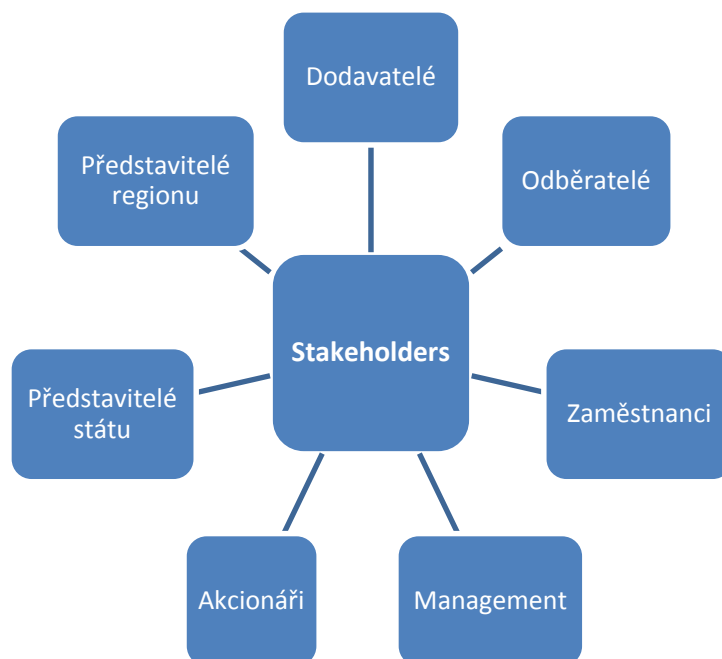 Dodavatelé
Představitelé
regionu
Odběratelé
Stakeholders
Představitelé
státu
Zaměstnanci
Akcionáři
Management